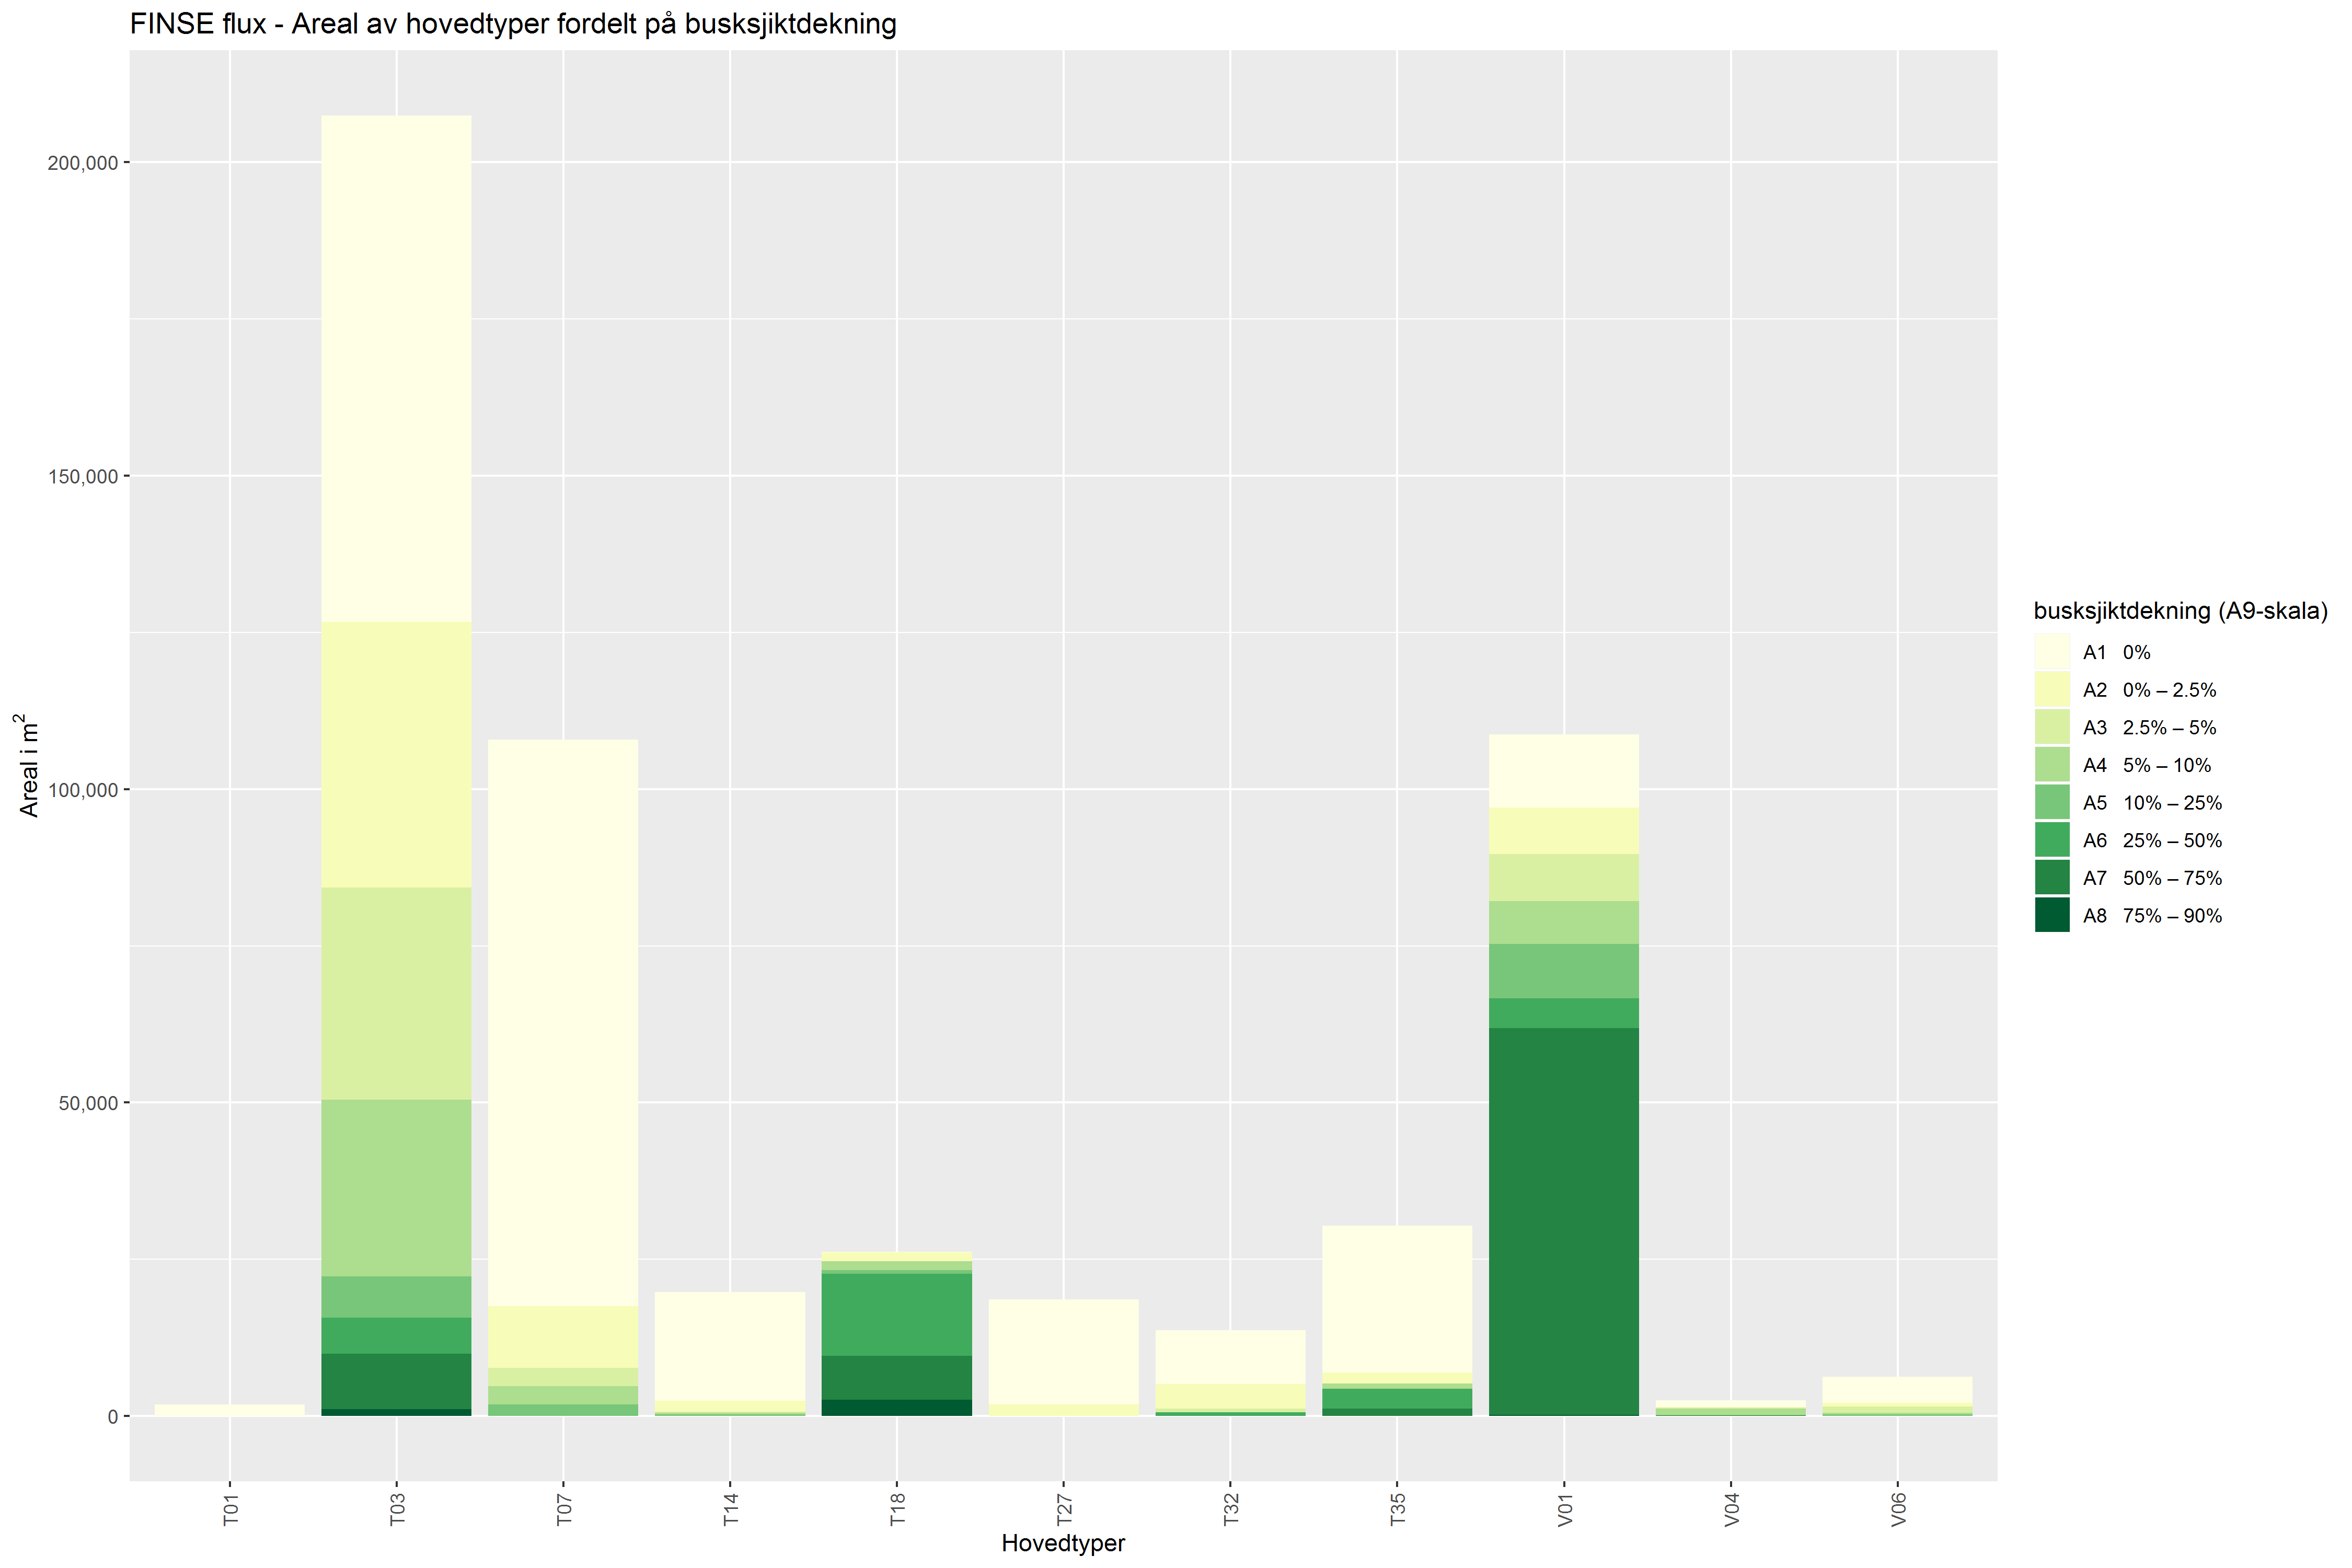 FINSE flux - Areal av hovedtyper fordelt på busksjiktdekning
Areal i m²
200,000
150,000
100,000
50,000
0
T01
T03
T07
T14
T18
T27
T32
T35
V01
V04
V06
Hovedtyper
busksjiktdekning (A9-skala)
A1 0%
A2 0% – 2.5%
A3 2.5% – 5%
A4 5% – 10%
A5 10% – 25%
A6 25% – 50%
A7 50% – 75%
A8 75% – 90%